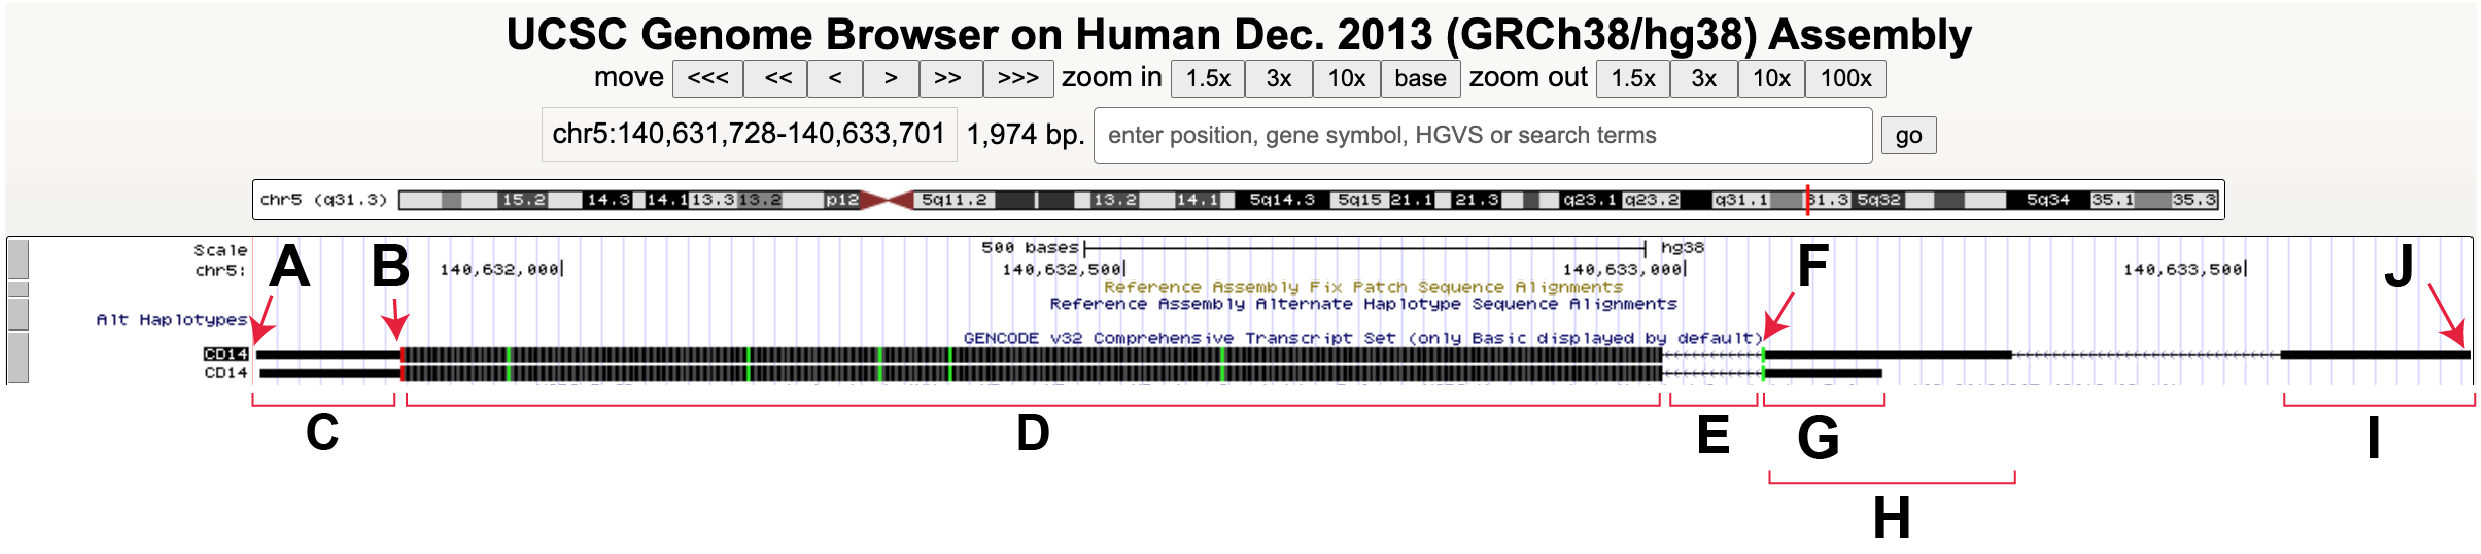 UCSC Genome Browser on Human Dec. 2013 (GRCh38/hg38) Assembly
move <<< << < > >> >>> zoom in 1.5x 3x 10x base zoom out 1.5x 3x 10x 100x
chr5:140,631,728-140,633,701 1,974 bp. enter position, gene symbol, HGVS or search terms go
chr5 (q31.3) 15.2 14.3 14.1 13.3 13.2 p12 5q11.2 13.2 14.1 5q14.3 5q15 21.1 21.3 q23.1 q23.2 q31.1 31.3 5q32 5q34 35.1 35.3
Scale 500 bases hg38
A B F J
chr5: 140,632,000 140,632,500 140,633,000 140,633,500
Reference Assembly Fix Patch Sequence Alignments
Reference Assembly Alternate Haplotype Sequence Alignments
Alt Haplotypes
GENCODE v32 Comprehensive Transcript Set (only Basic displayed by default)
CD14
CD14
C D E G I
H